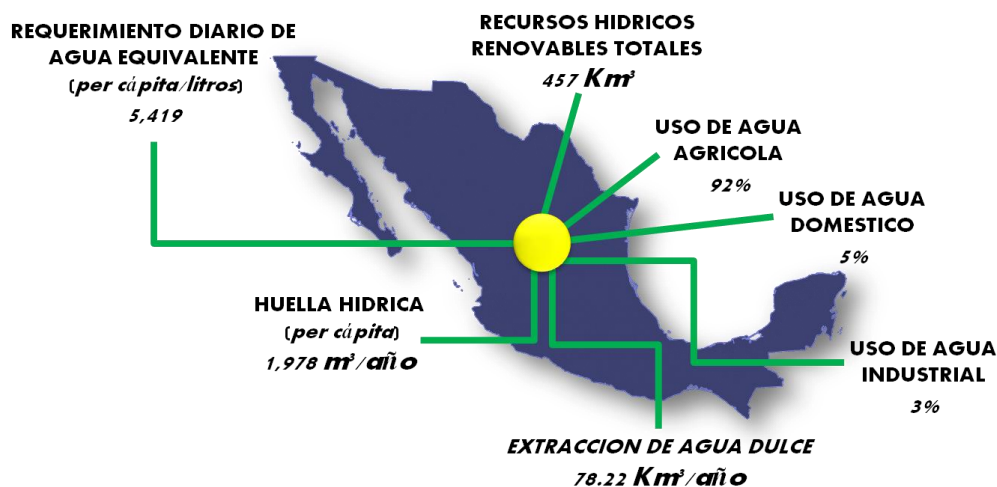 REQUERIMIENTO DIARIO DE
AGUA EQUIVALENTE
(per cápita/litros)
5,419
RECURSOS HIDRICOS
RENOVABLES TOTALES
457 Km³
USO DE AGUA
AGRICOLA
92%
USO DE AGUA
DOMESTICO
5%
HUELLA HIDRICA
(per cápita)
1,978 m³/año
USO DE AGUA
INDUSTRIAL
3%
EXTRACCION DE AGUA DULCE
78.22 Km³/año